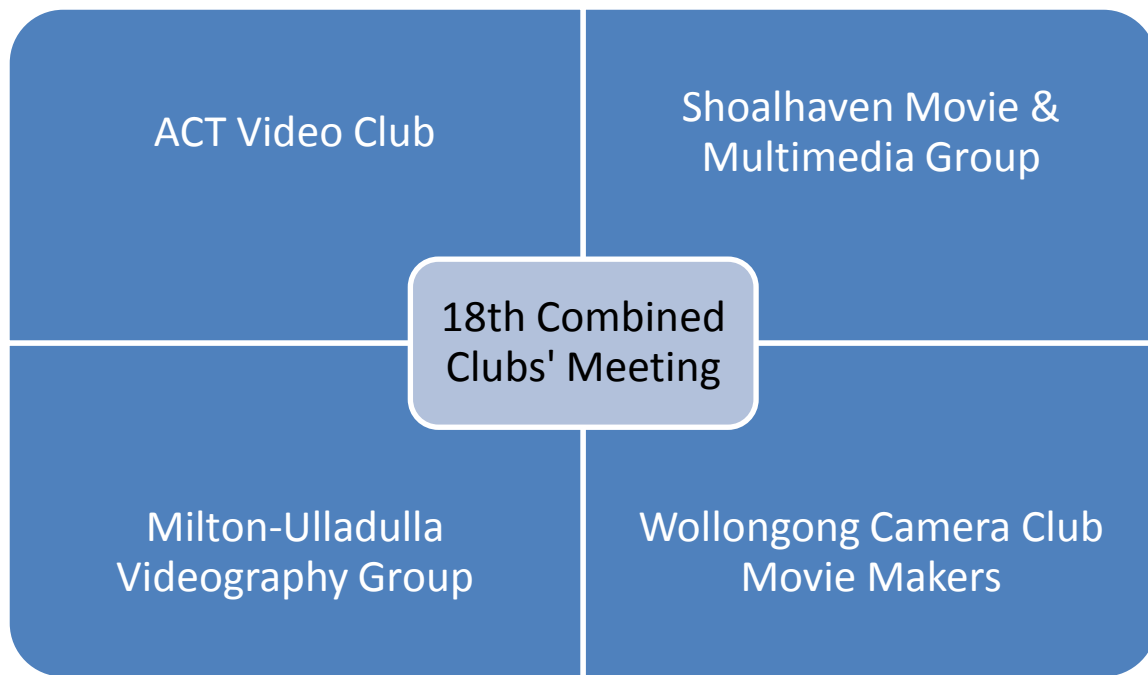 ACT Video Club
Shoalhaven Movie &
Multimedia Group
18th Combined
Clubs' Meeting
Milton-Ulladulla
Videography Group
Wollongong Camera Club
Movie Makers